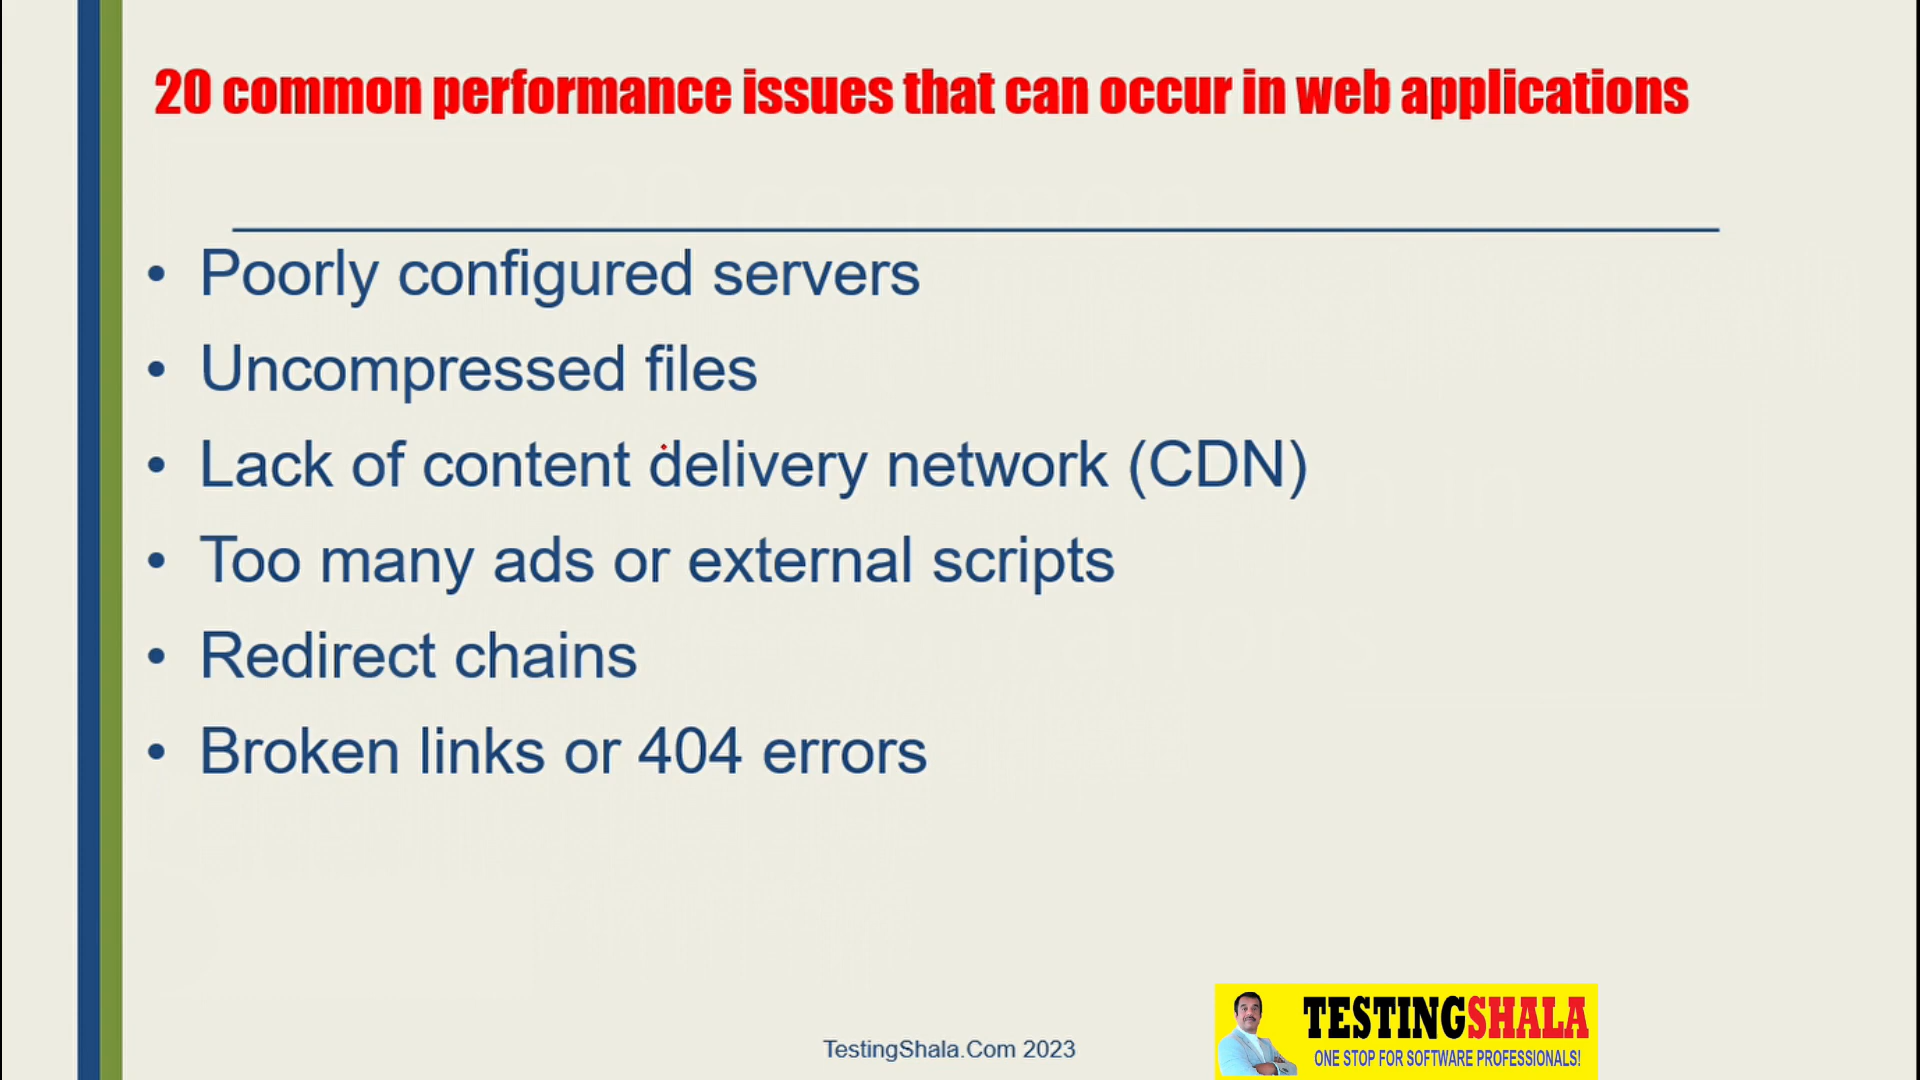 20 common performance issues that can occur in web applications
• Poorly configured servers
• Uncompressed files
• Lack of content delivery network (CDN)
• Too many ads or external scripts
• Redirect chains
• Broken links or 404 errors
TestingShala.Com 2023
TESTINGSHALA
ONE STOP FOR SOFTWARE PROFESSIONALS!